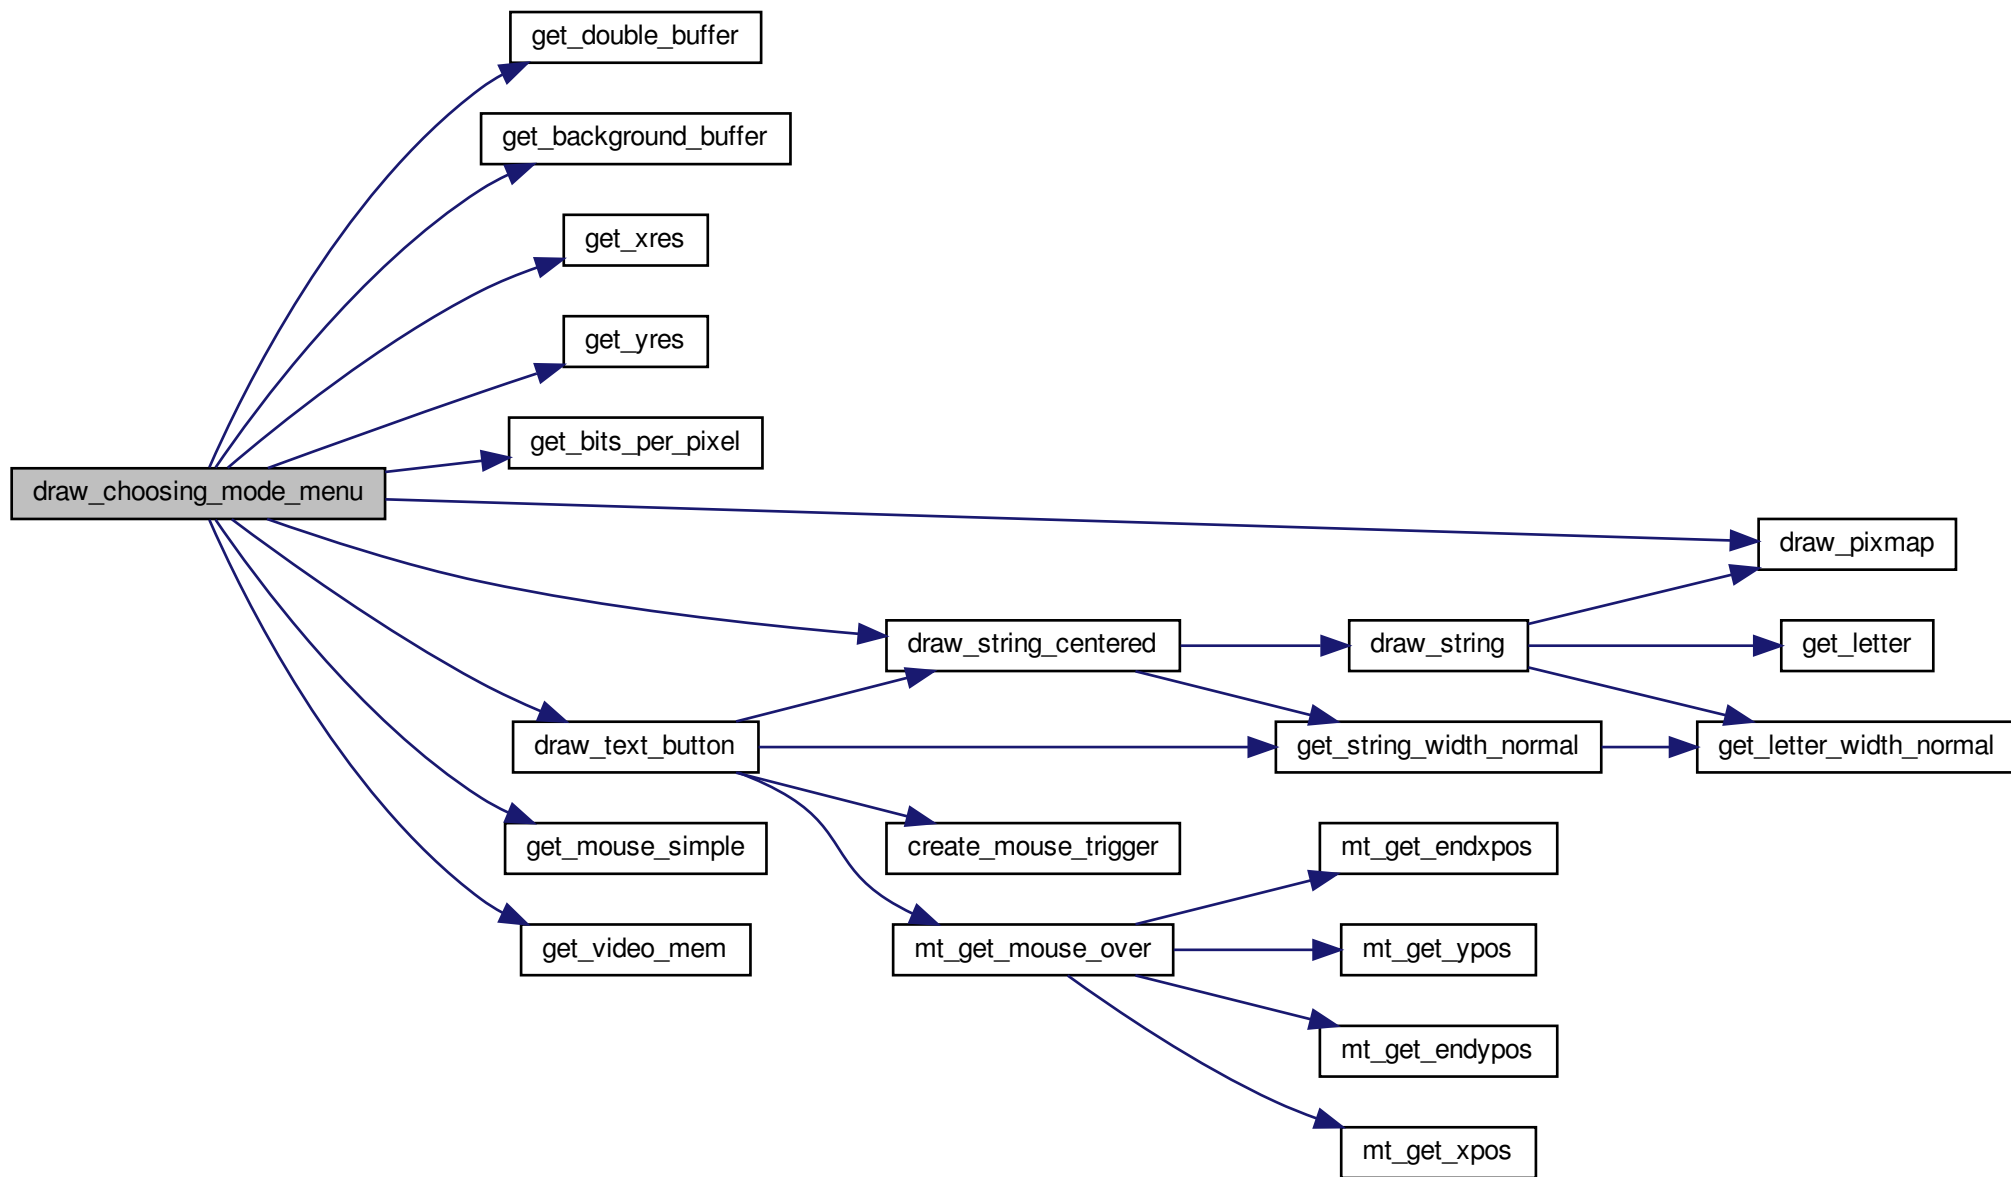 get_double_buffer
get_background_buffer
get_xres
get_yres
get_bits_per_pixel
draw_choosing_mode_menu
draw_pixmap
draw_string_centered
draw_string
get_letter
draw_text_button
get_string_width_normal
get_letter_width_normal
get_mouse_simple
create_mouse_trigger
mt_get_endxpos
get_video_mem
mt_get_mouse_over
mt_get_ypos
mt_get_endypos
mt_get_xpos